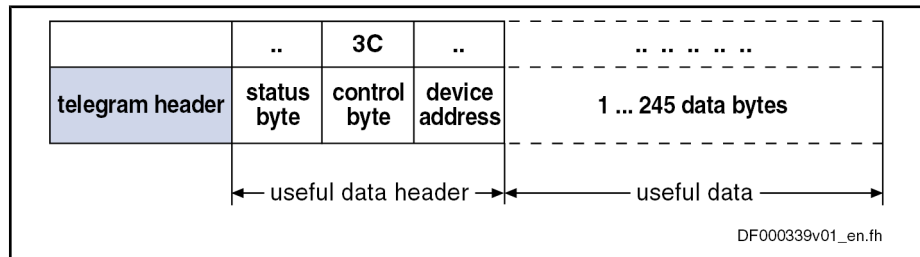 .. 3C .. .. .. .. .. ..
telegram header status byte control byte device address 1 ... 245 data bytes
useful data header useful data
DF000339v01_en.fh